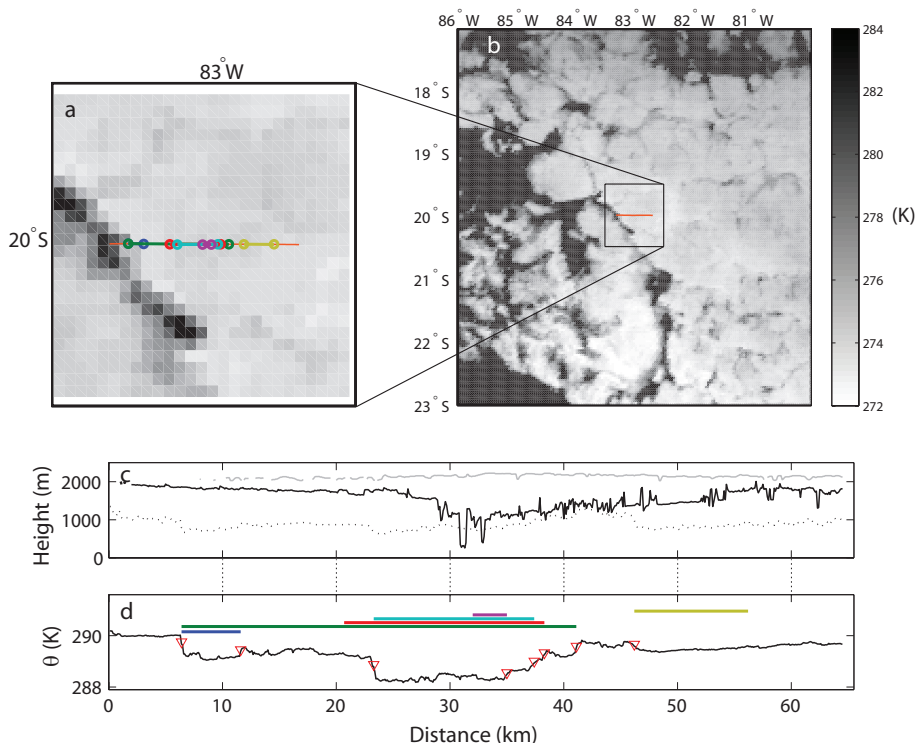 86°W 85°W 84°W 83°W 82°W 81°W
83°W
a
20°S
b
18° S
19° S
20° S
21° S
22° S
23° S
284
282
280
278
276
274
272
(K)
c
Height (m)
2000
1000
0
d
θ (K)
290
288
0 10 20 30 40 50 60
Distance (km)